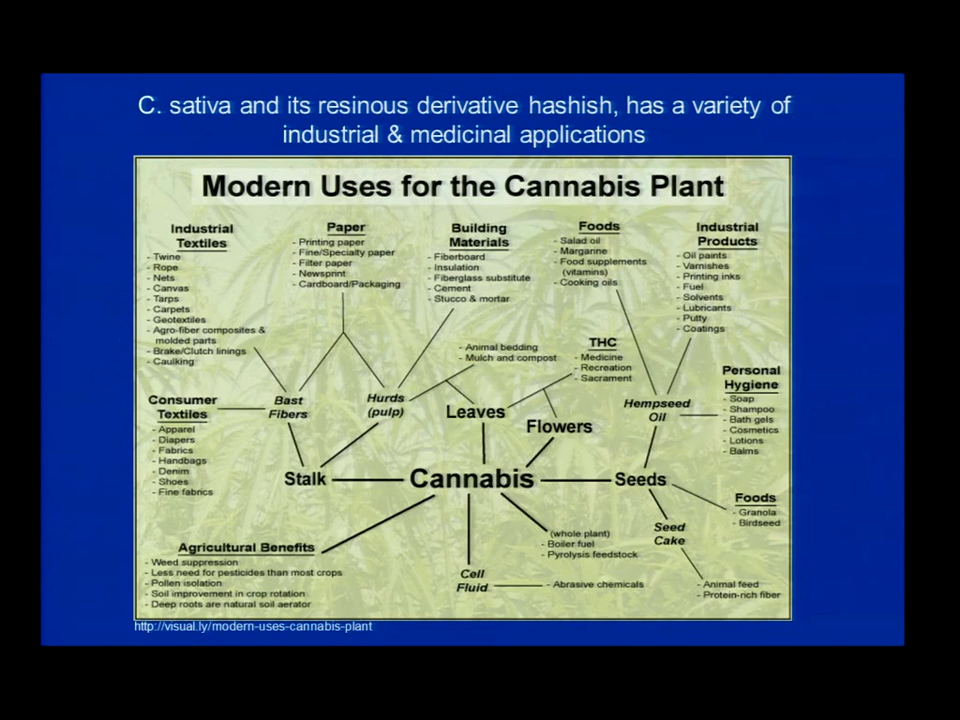 C. sativa and its resinous derivative hashish, has a variety of
industrial & medicinal applications
Modern Uses for the Cannabis Plant
Industrial
Textiles
- Twine
- Rope
- Nets
- Canvas
- Tarps
- Carpets
- Geotextiles
- Agro-fiber composites &
molded parts
- Brake/Clutch linings
- Caulking
Paper
- Printing paper
- Fine/Specialty paper
- Filter paper
- Newsprint
- Cardboard/Packaging
Building
Materials
- Fiberboard
- Insulation
- Fiberglass substitute
- Cement
- Stucco & mortar
Foods
- Salad oil
- Margarine
- Food supplements
(vitamins)
- Cooking oils
Industrial
Products
- Oil paints
- Varnishes
- Printing inks
- Fuel
- Solvents
- Lubricants
- Putty
- Coatings
- Animal bedding
- Mulch and compost
THC
- Medicine
- Recreation
- Sacrament
Personal
Hygiene
- Soap
- Shampoo
- Bath gels
- Cosmetics
- Lotions
- Balms
Consumer
Textiles
- Apparel
- Diapers
- Fabrics
- Handbags
- Denim
- Shoes
- Fine fabrics
Bast
Fibers
Hurds
(pulp)
Leaves
Flowers
Hempseed
Oil
Stalk
Cannabis
Seeds
Foods
- Granola
- Birdseed
Seed
Cake
(whole plant)
- Boiler fuel
- Pyrolysis feedstock
Agricultural Benefits
- Weed suppression
- Less need for pesticides than most crops
- Pollen isolation
- Soil improvement in crop rotation
- Deep roots are natural soil aerator
Cell
Fluid
- Abrasive chemicals
- Animal feed
- Protein-rich fiber
http://visual.ly/modern-uses-cannabis-plant